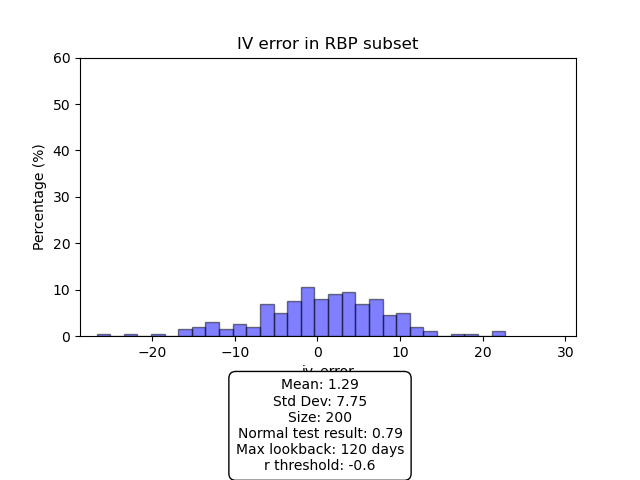 IV error in RBP subset
60
50
40
30
20
10
0
Percentage (%)
−20 −10 0 10 20 30
iv_error
Mean: 1.29
Std Dev: 7.75
Size: 200
Normal test result: 0.79
Max lookback: 120 days
r threshold: -0.6